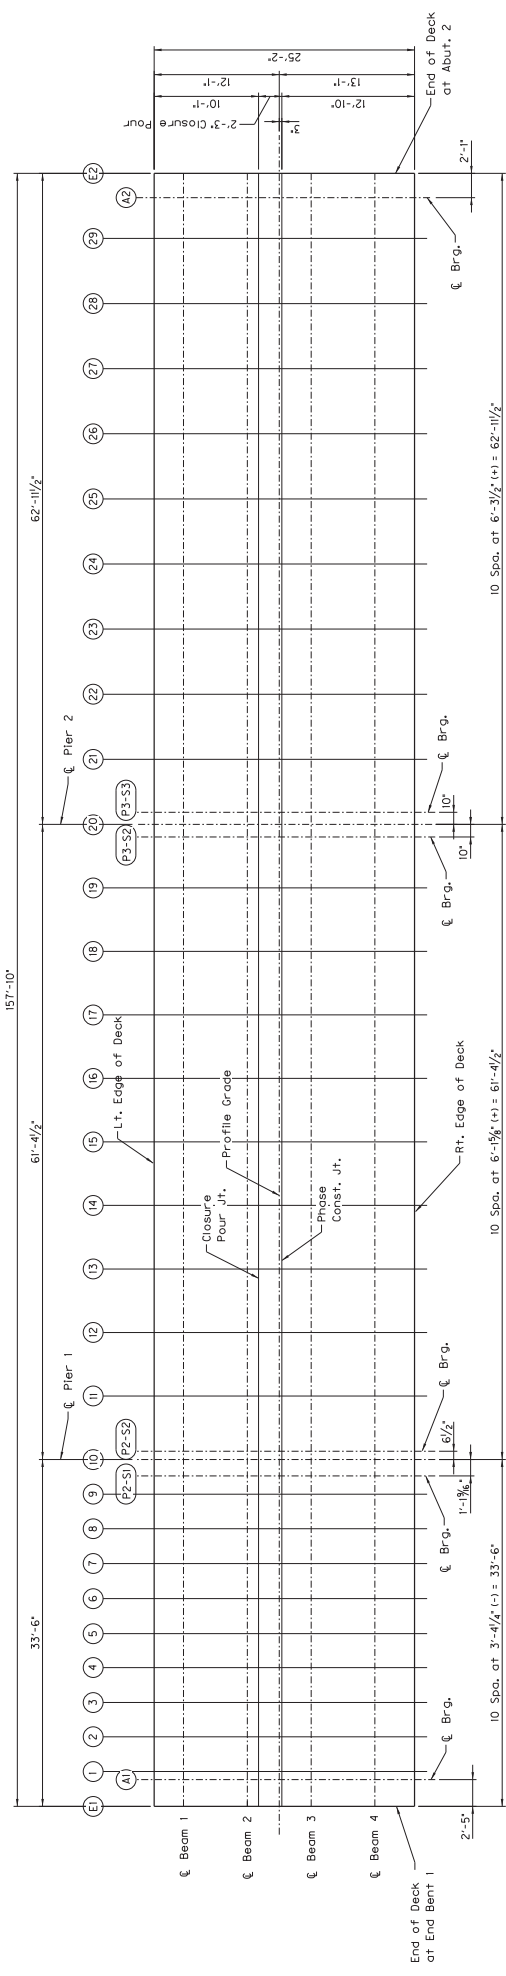 157'-10"
33'-6"
61'-4½"
62'-11½"
℄ Pier 1
℄ Pier 2
E1
1
2
3
4
5
6
7
8
9
10
11
12
13
14
15
16
17
18
19
20
21
22
23
24
25
26
27
28
29
E2
A1
P2-S1
P2-S2
P3-S2
P3-S3
A2
Lt. Edge of Deck
℄ Beam 1
℄ Beam 2
℄ Beam 3
℄ Beam 4
Closure
Pour Jt.
Profile Grade
Phase
Const. Jt.
Rt. Edge of Deck
10'-1"
12'-1"
25'-2"
2'-3" Closure
Pour
3"
12'-10"
13'-1"
End of Deck
at End Bent 1
End of Deck
at Abut. 2
℄ Brg.
℄ Brg.
℄ Brg.
℄ Brg.
℄ Brg.
℄ Brg.
2'-5"
1'-1⁹⁄₁₆"
6½"
10"
10"
2'-1"
10 Spa. at 3'-4¼" (-) = 33'-6"
10 Spa. at 6'-1⅝" (+) = 61'-4½"
10 Spa. at 6'-3½" (+) = 62'-11½"